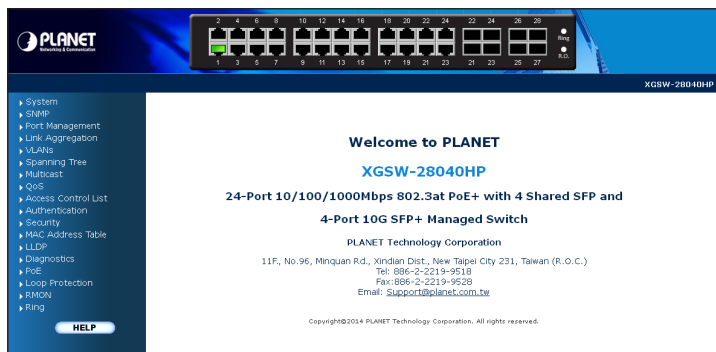 PLANET
Networking & Communication
2 4 6 8 10 12 14 16 18 20 22 24 22 24 26 28
Ring
R.O.
1 3 5 7 9 11 13 15 17 19 21 23 21 23 25 27
XGSW-28040HP
System
SNMP
Port Management
Link Aggregation
VLANs
Spanning Tree
Multicast
QoS
Access Control List
Authentication
Security
MAC Address Table
LLDP
Diagnostics
PoE
Loop Protection
RMON
Ring
HELP
Welcome to PLANET
XGSW-28040HP
24-Port 10/100/1000Mbps 802.3at PoE+ with 4 Shared SFP and
4-Port 10G SFP+ Managed Switch
PLANET Technology Corporation
11F., No.96, Minquan Rd., Xindian Dist., New Taipei City 231, Taiwan (R.O.C.)
Tel: 886-2-2219-9518
Fax:886-2-2219-9528
Email: Support@planet.com.tw
Copyright©2014 PLANET Technology Corporation. All rights reserved.